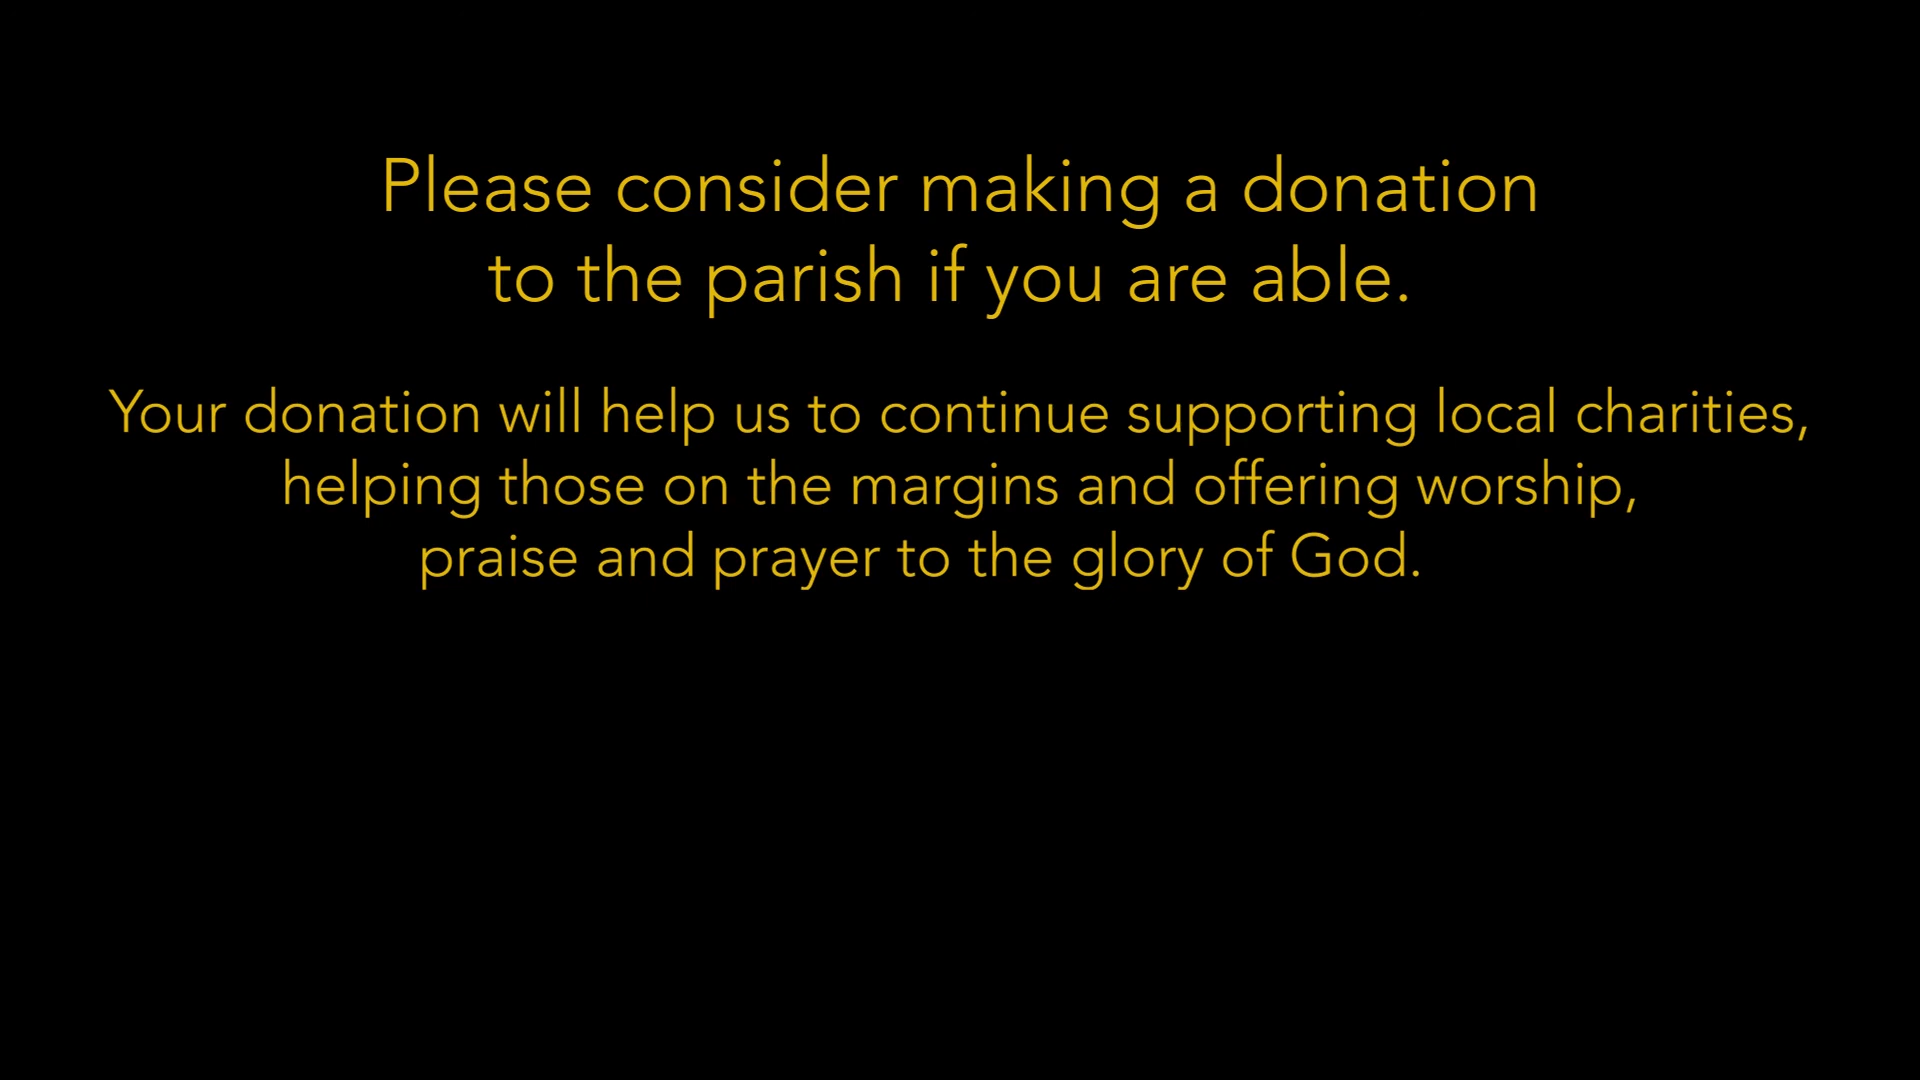 Please consider making a donation
to the parish if you are able.
Your donation will help us to continue supporting local charities,
helping those on the margins and offering worship,
praise and prayer to the glory of God.